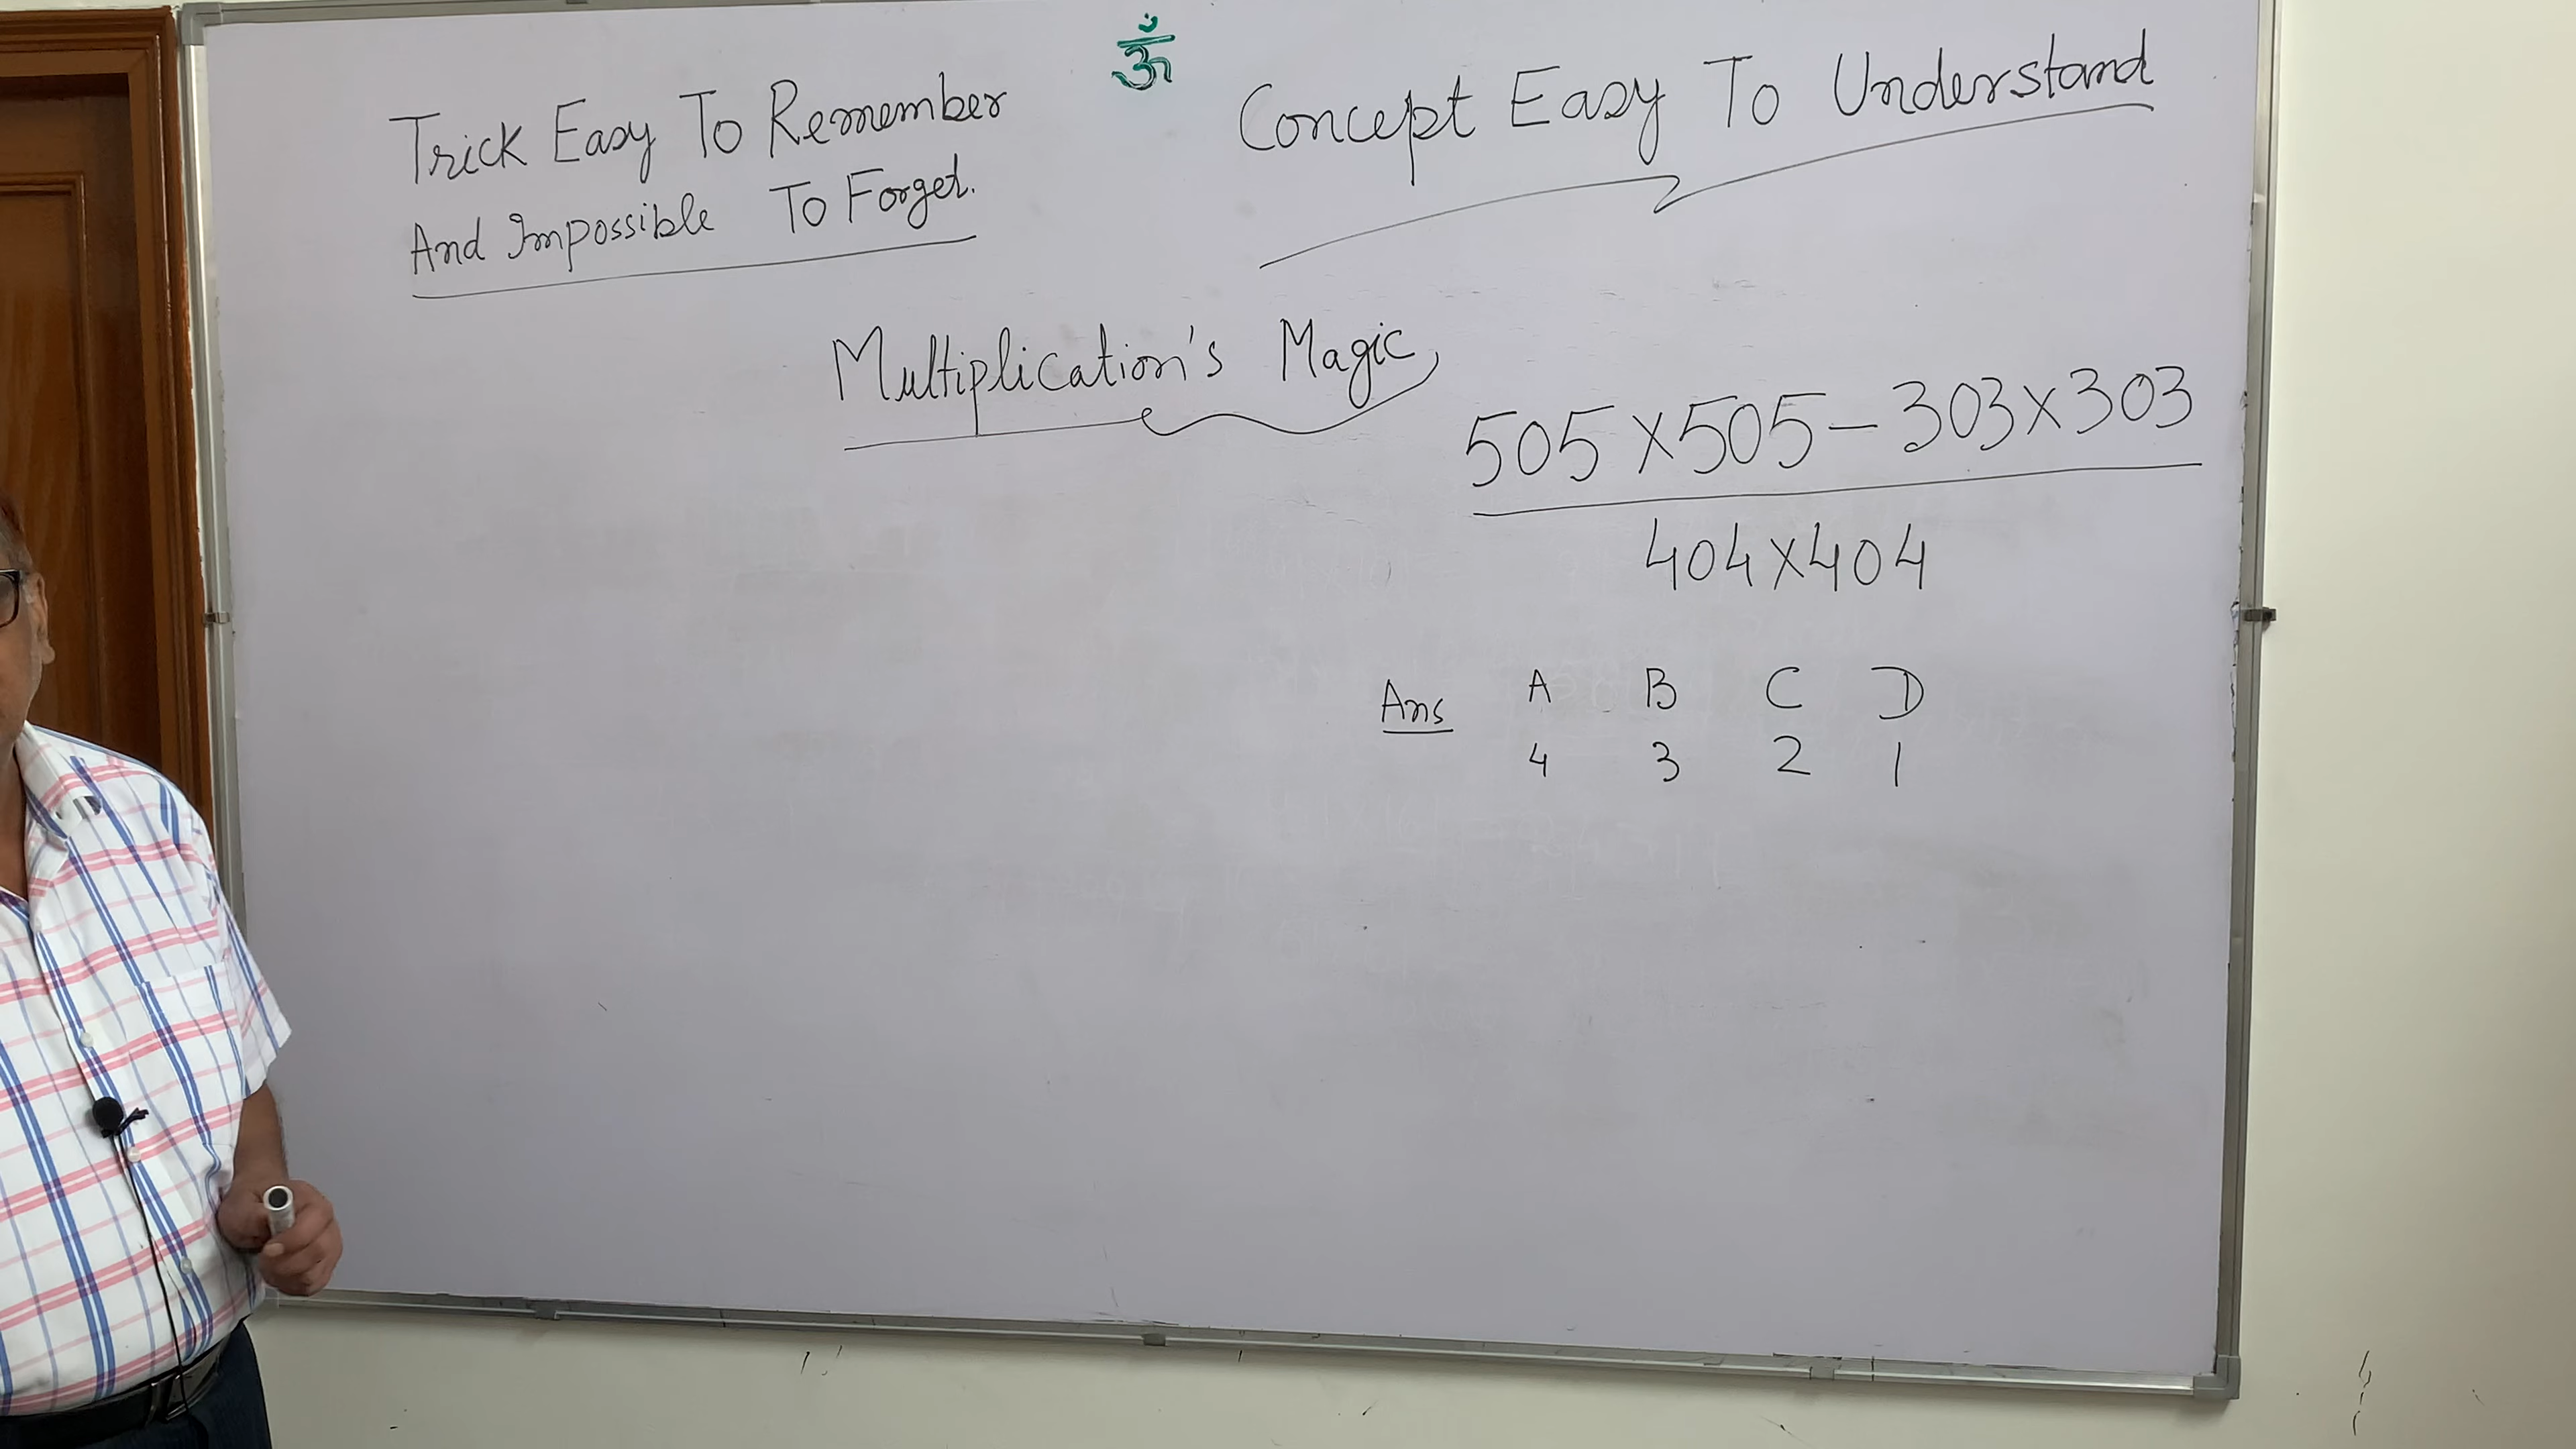 ॐ
Trick Easy To Remember
And Impossible To Forget.
Concept Easy To Understand
Multiplication's Magic
505×505-303×303
404×404
Ans A B C D
4 3 2 1